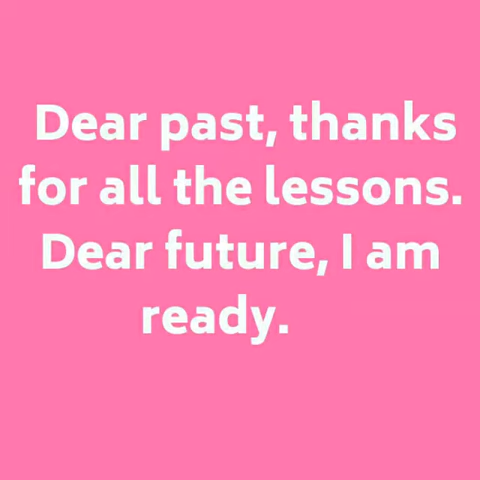 Dear past, thanks
for all the lessons.
Dear future, I am
ready.